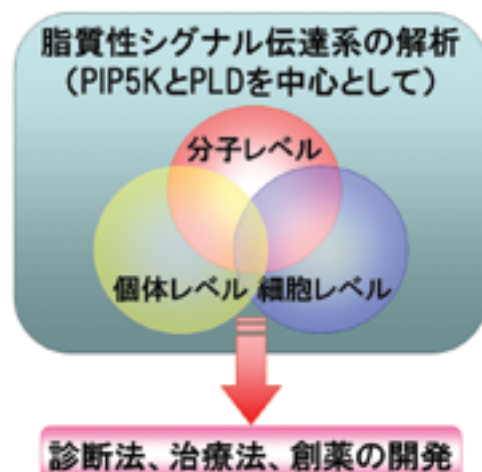 脂質性シグナル伝達系の解析
（PIP5KとPLDを中心として）
分子レベル
個体レベル 細胞レベル
診断法、治療法、創薬の開発